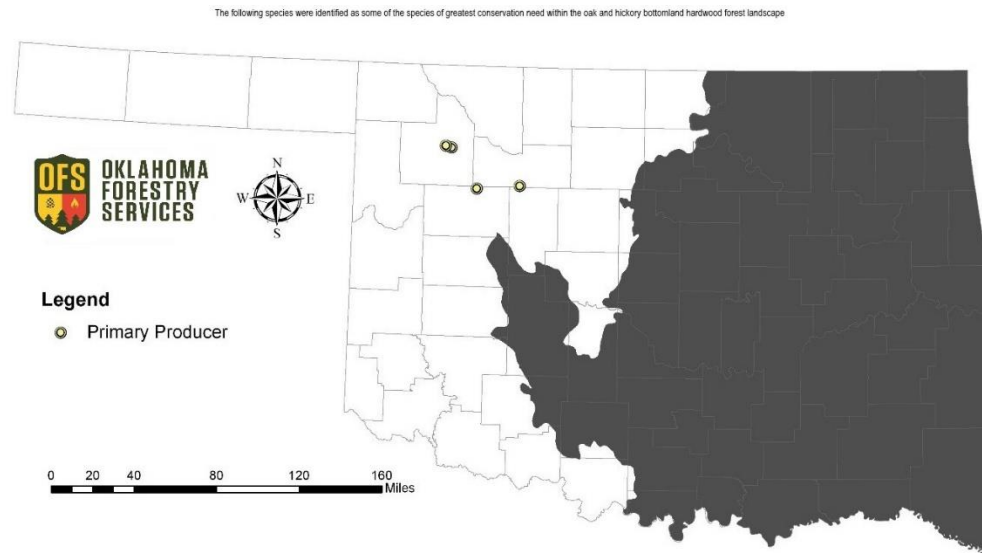 The following species were identified as some of the species of greatest conservation need within the oak and hickory bottomland hardwood forest landscape
OFS
OKLAHOMA
FORESTRY
SERVICES
N
W E
S
Legend
Primary Producer
0 20 40 80 120 160
Miles